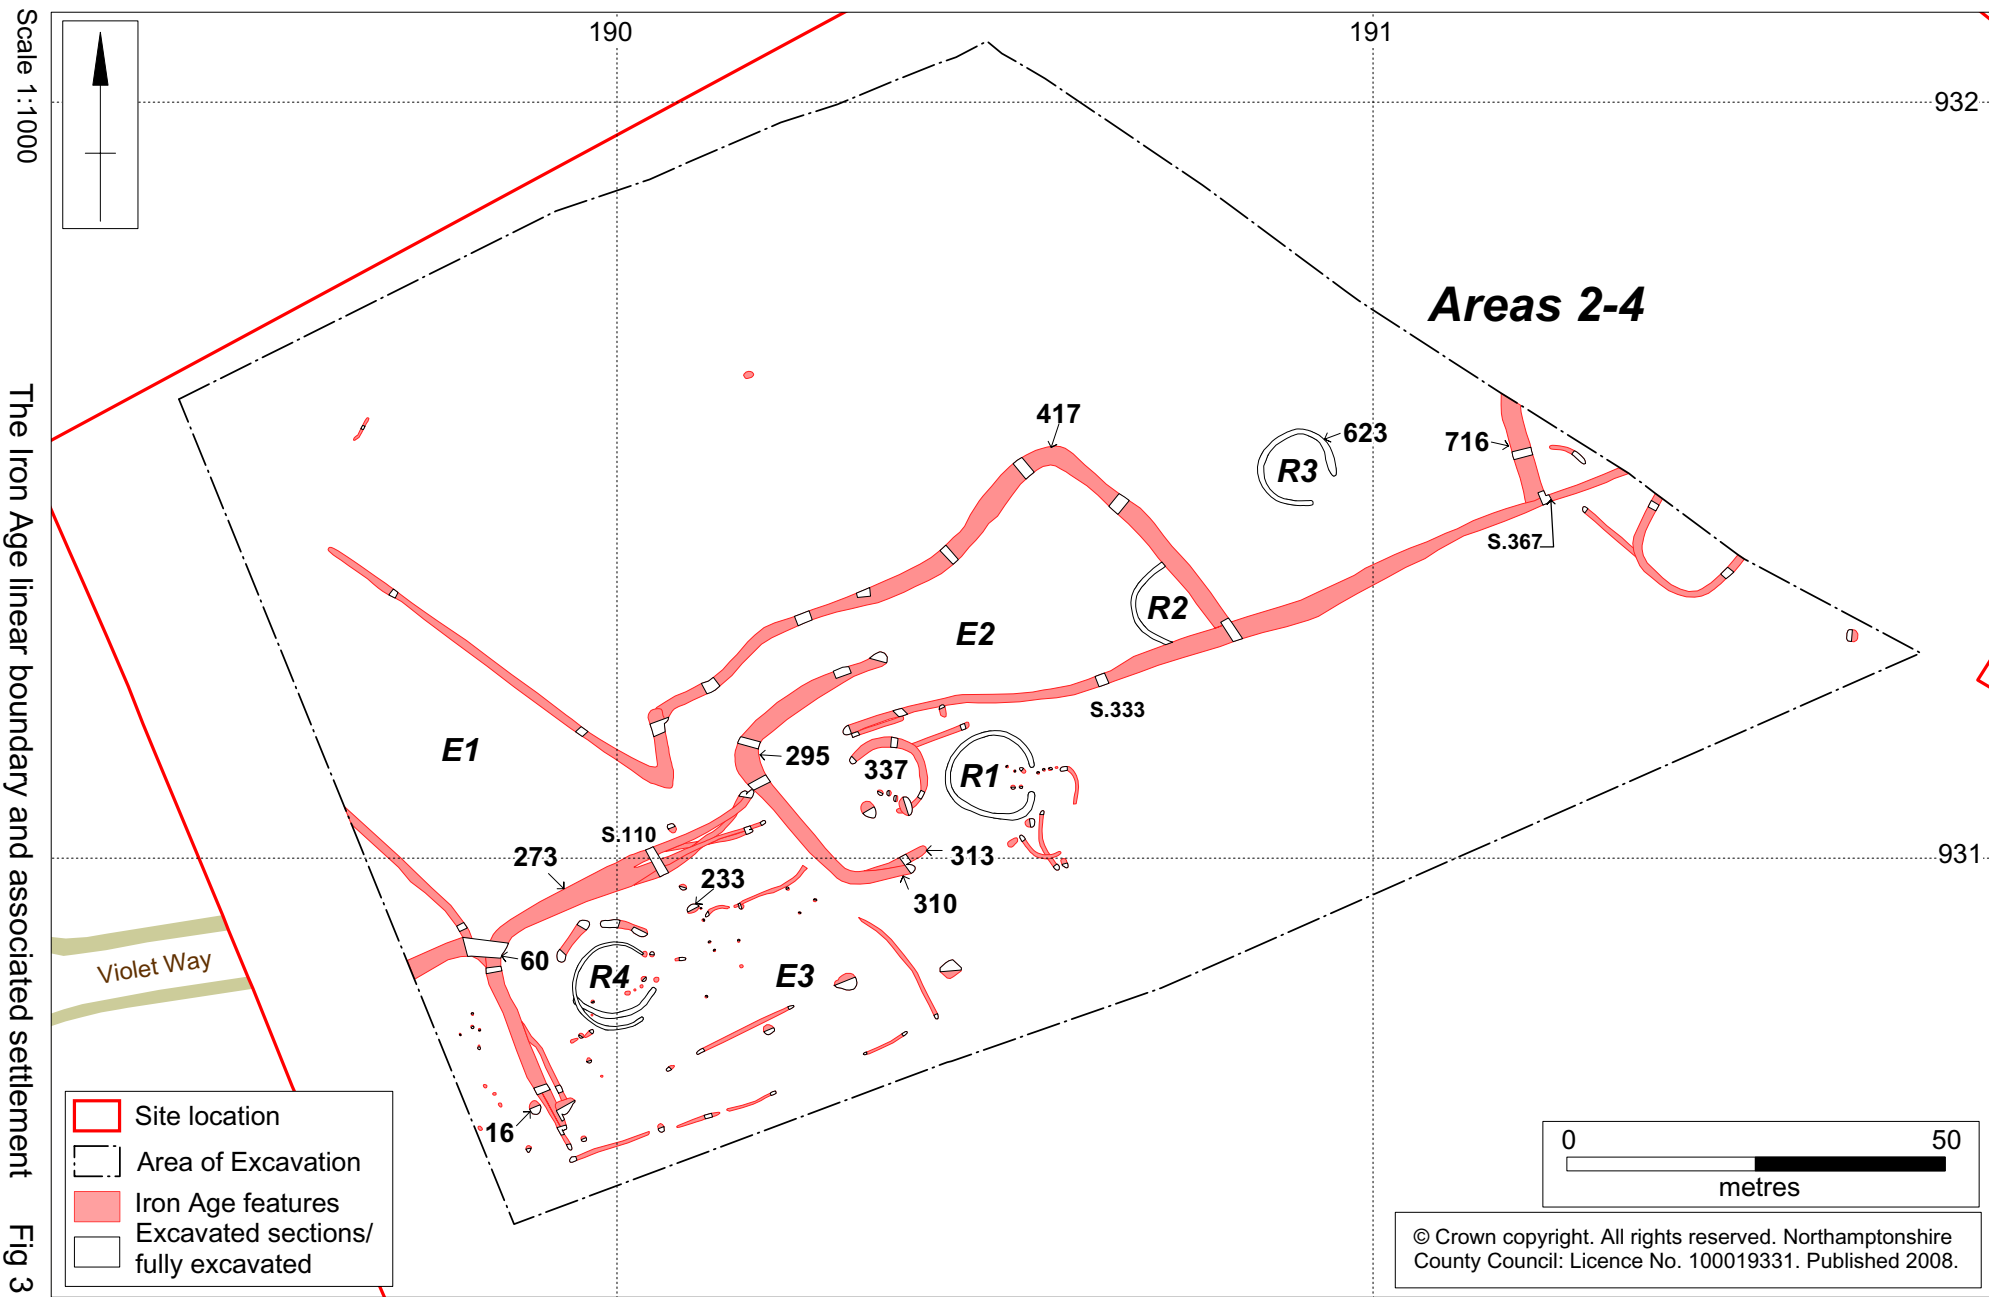 Scale 1:1000
The Iron Age linear boundary and associated settlement Fig 3
190
191
932
Areas 2-4
417
623
R3
716
S.367
R2
E2
S.333
E1
295
337
R1
S.110
273
313
931
233
310
60
R4
E3
Violet Way
16
Site location
Area of Excavation
Iron Age features
Excavated sections/
fully excavated
0 50
metres
© Crown copyright. All rights reserved. Northamptonshire
County Council: Licence No. 100019331. Published 2008.